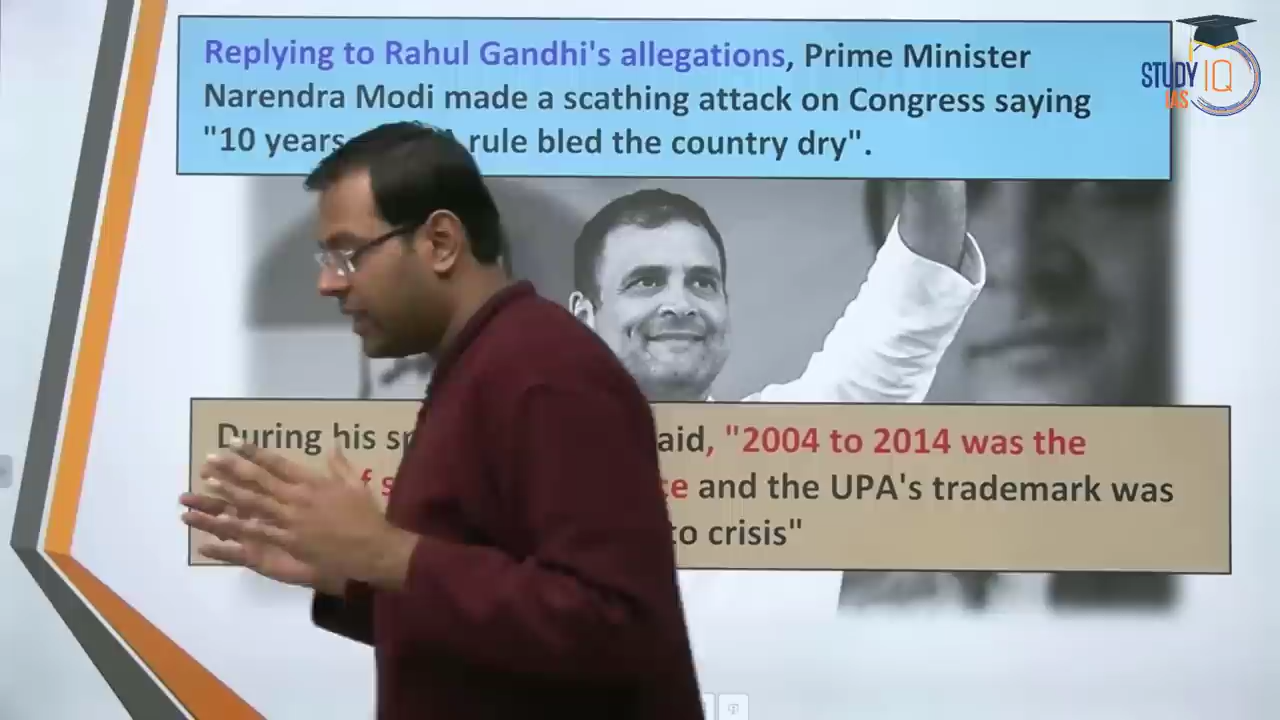 Replying to Rahul Gandhi's allegations, Prime Minister
Narendra Modi made a scathing attack on Congress saying
"10 years rule bled the country dry".
STUDY IQ
IAS
During his aid, "2004 to 2014 was the
and the UPA's trademark was
to crisis"